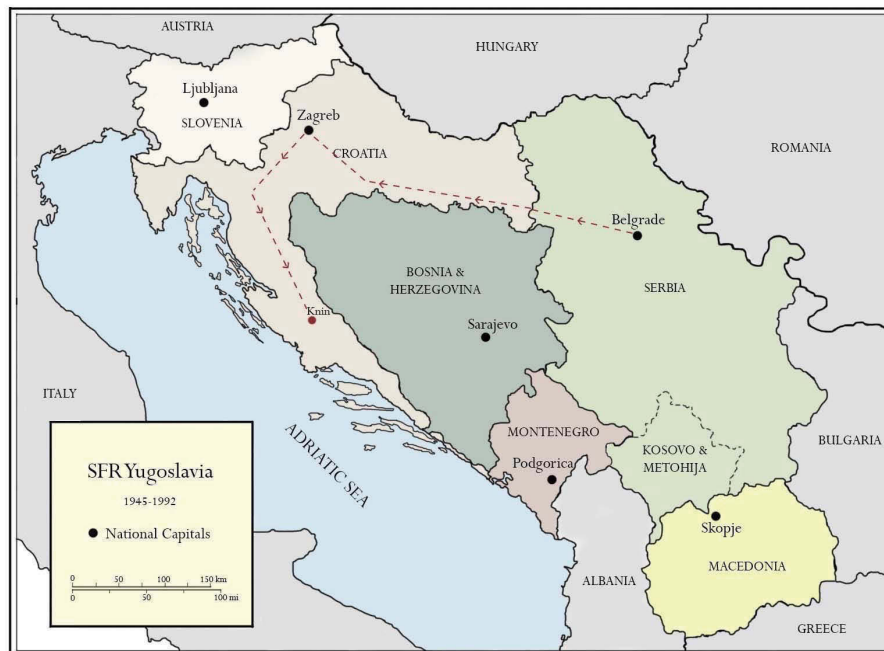 AUSTRIA
HUNGARY
Ljubljana
SLOVENIA
Zagreb
CROATIA
ROMANIA
Belgrade
BOSNIA &
HERZEGOVINA
SERBIA
Knin
Sarajevo
ITALY
ADRIATIC SEA
MONTENEGRO
Podgorica
KOSOVO &
METOHIJA
BULGARIA
Skopje
MACEDONIA
ALBANIA
GREECE
SFR Yugoslavia
1945-1992
National Capitals
0 50 100 150 km
0 50 100 mi